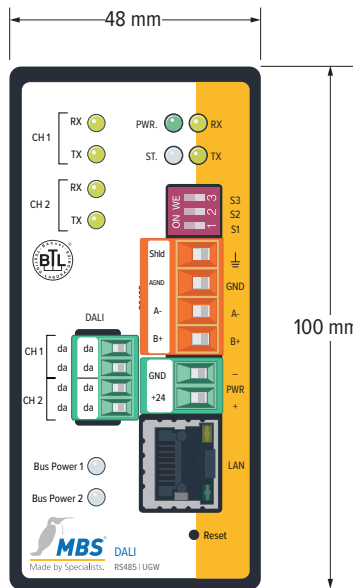 48 mm
100 mm
RX
CH 1
TX
RX
CH 2
TX
PWR.
RX
ST.
TX
ON WE
1 2 3
S3
S2
S1
BTL
Shld
AGND
GND
A-
A-
B+
B+
DALI
CH 1
da da
da da
CH 2
da da
da da
GND
–
PWR
+24
+
LAN
Bus Power 1
Bus Power 2
Reset
MBS®
Made by Specialists.
DALI
RS485 | UGW